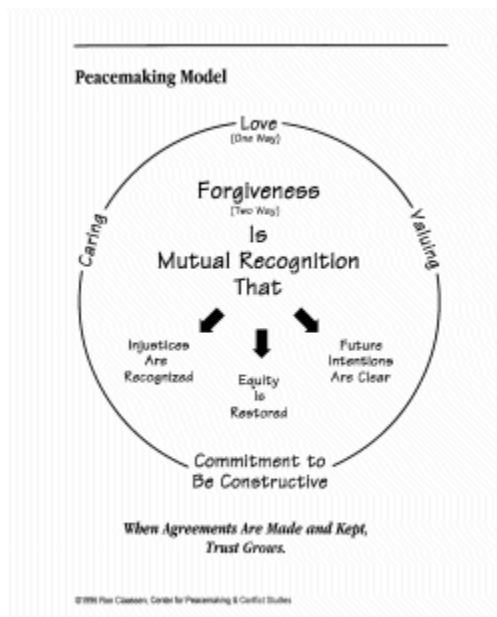 Peacemaking Model
Love
(One Way)
Forgiveness
(Two Way)
Is
Mutual Recognition
That
Caring
Valuing
Injustices
Are
Recognized
Equity
Is
Restored
Future
Intentions
Are Clear
Commitment to
Be Constructive
When Agreements Are Made and Kept,
Trust Grows.
©1996 Ron Claassen, Center for Peacemaking & Conflict Studies